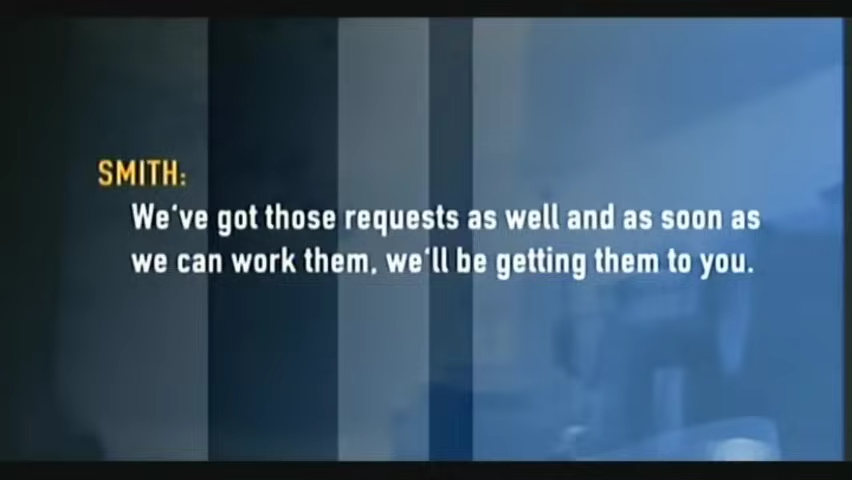 SMITH:
We've got those requests as well and as soon as
we can work them, we'll be getting them to you.